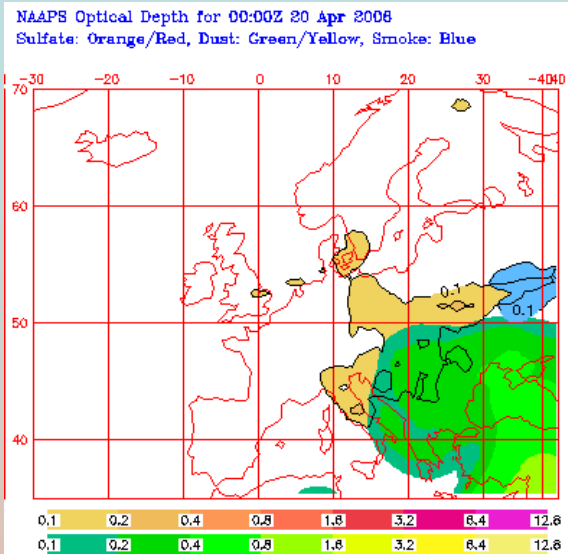 NAAPS Optical Depth for 00:00Z 20 Apr 2006
Sulfate: Orange/Red, Dust: Green/Yellow, Smoke: Blue
-30 -20 -10 0 10 20 30 -4040
70
60
0.1
0.1
50
40
0.1 0.2 0.4 0.8 1.6 3.2 6.4 12.8
0.1 0.2 0.4 0.8 1.6 3.2 6.4 12.8